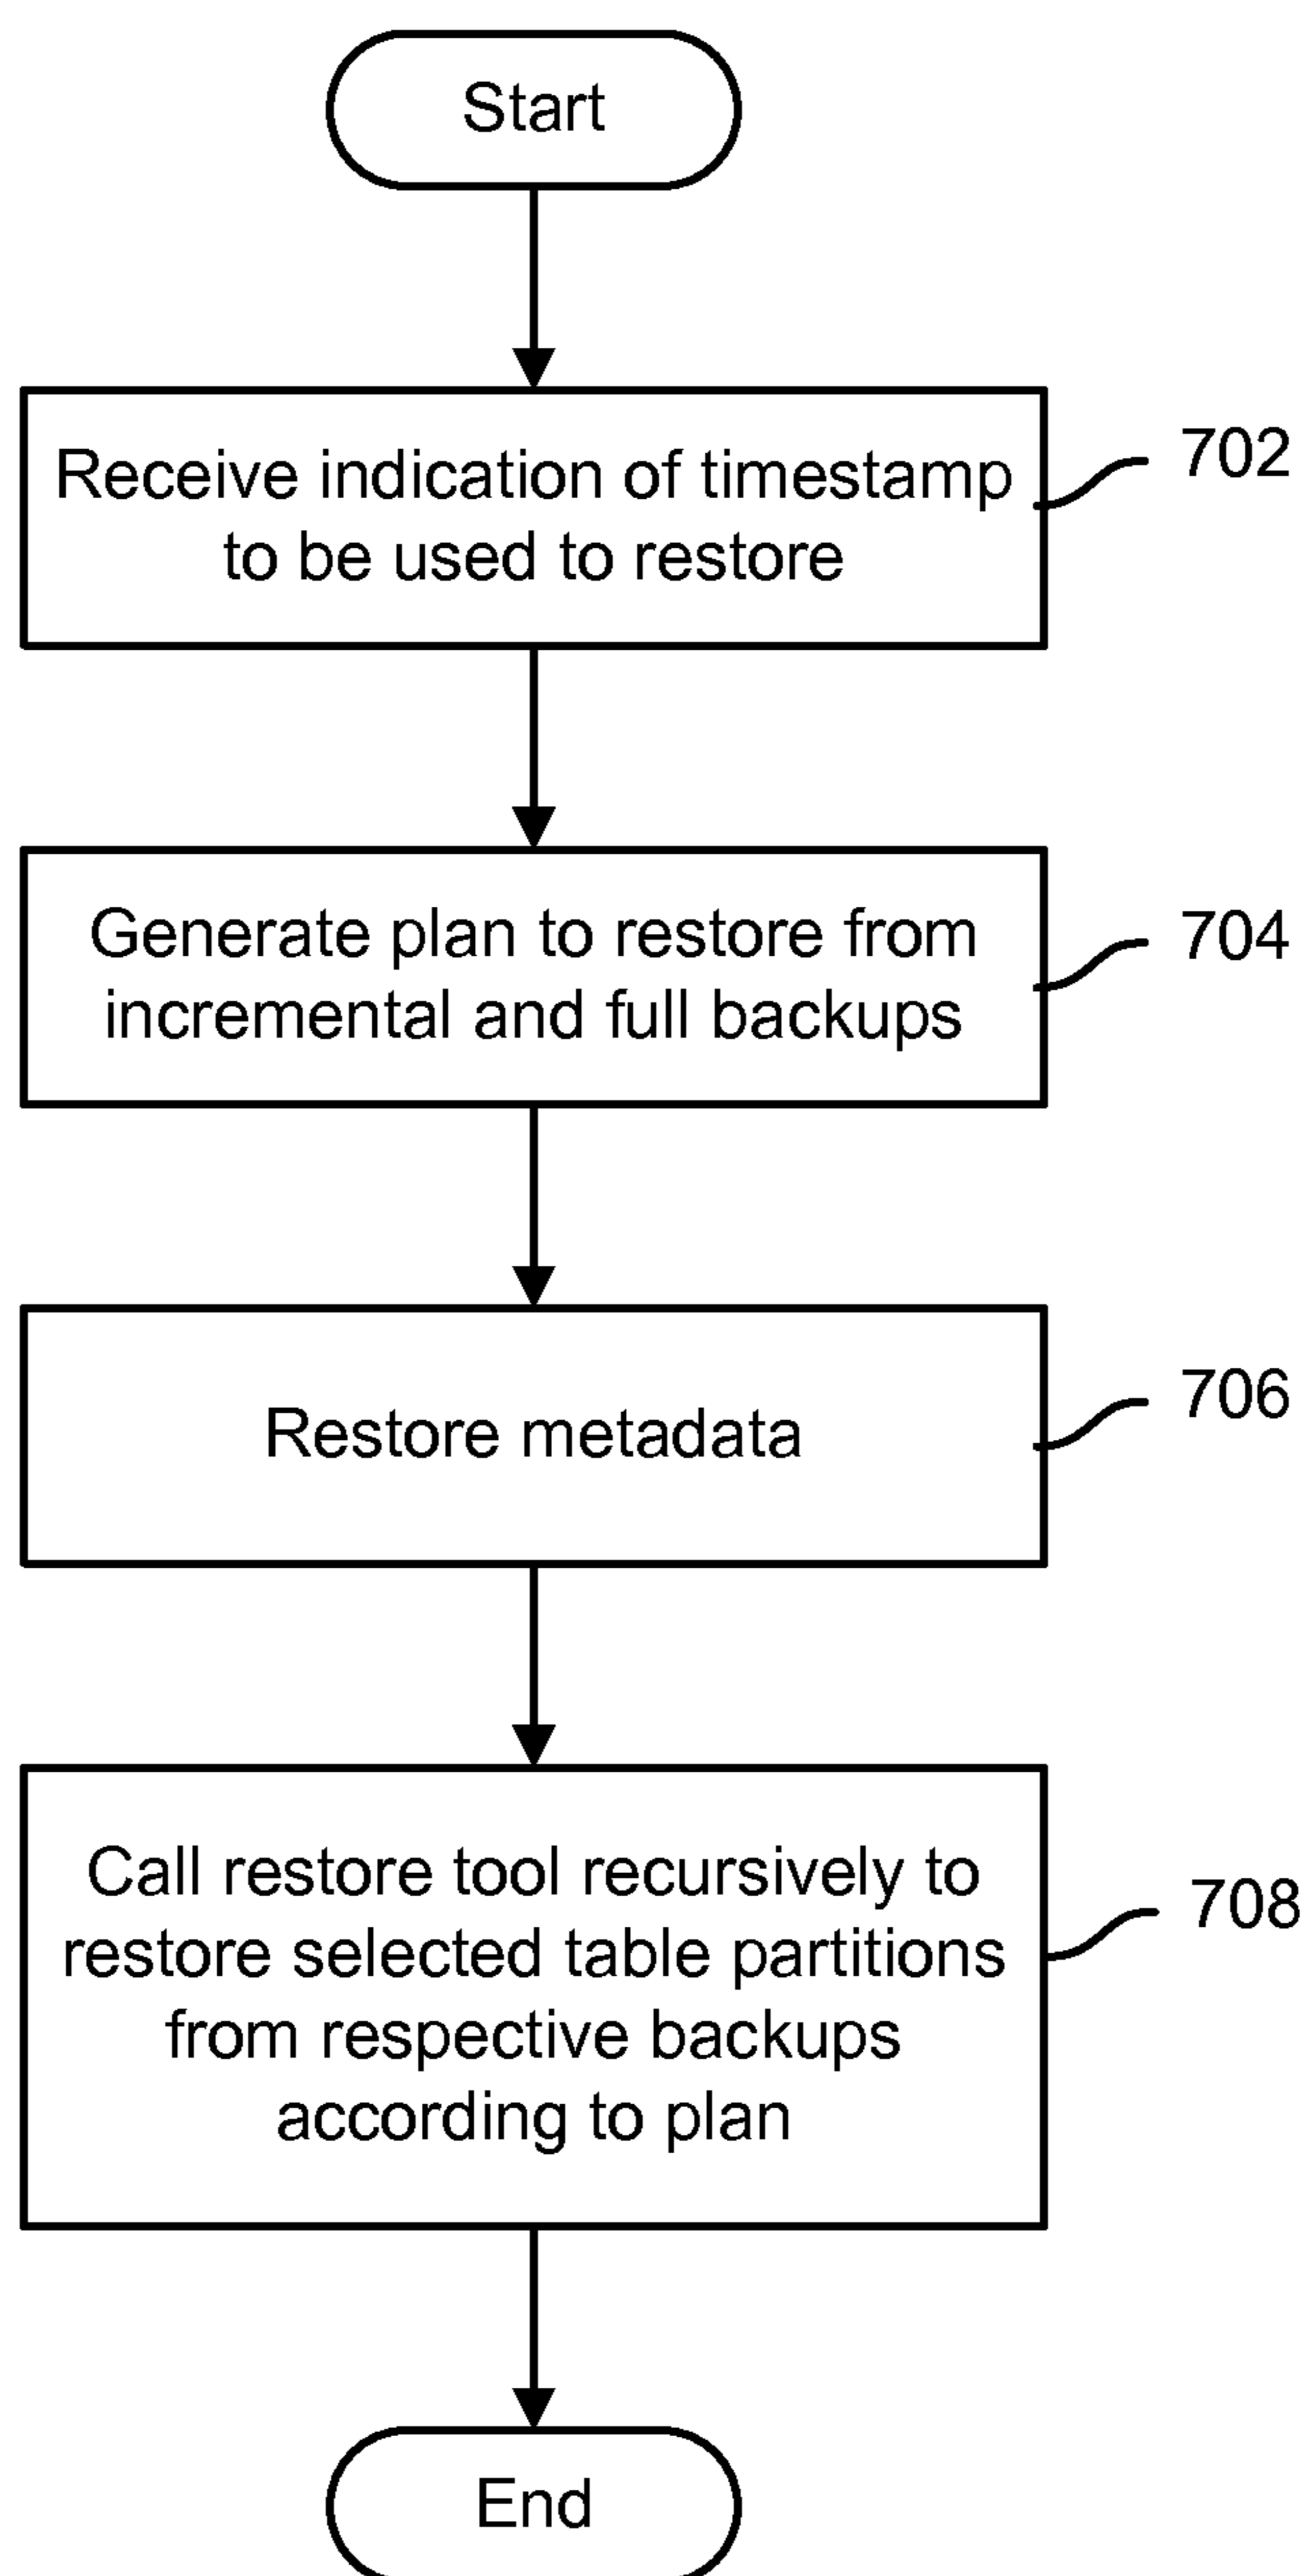 Start
Receive indication of timestamp
to be used to restore
702
Generate plan to restore from
incremental and full backups
704
Restore metadata
706
Call restore tool recursively to
restore selected table partitions
from respective backups
according to plan
708
End